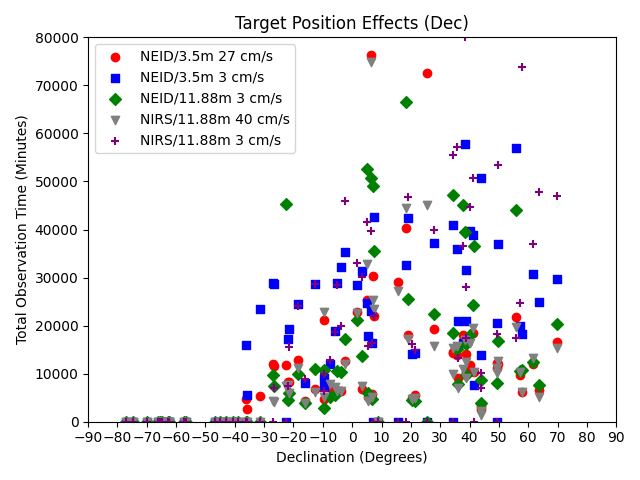 Target Position Effects (Dec)
NEID/3.5m 27 cm/s
NEID/3.5m 3 cm/s
NEID/11.88m 3 cm/s
NIRS/11.88m 40 cm/s
NIRS/11.88m 3 cm/s
Total Observation Time (Minutes)
80000
70000
60000
50000
40000
30000
20000
10000
0
−90 −80 −70 −60 −50 −40 −30 −20 −10 0 10 20 30 40 50 60 70 80 90
Declination (Degrees)